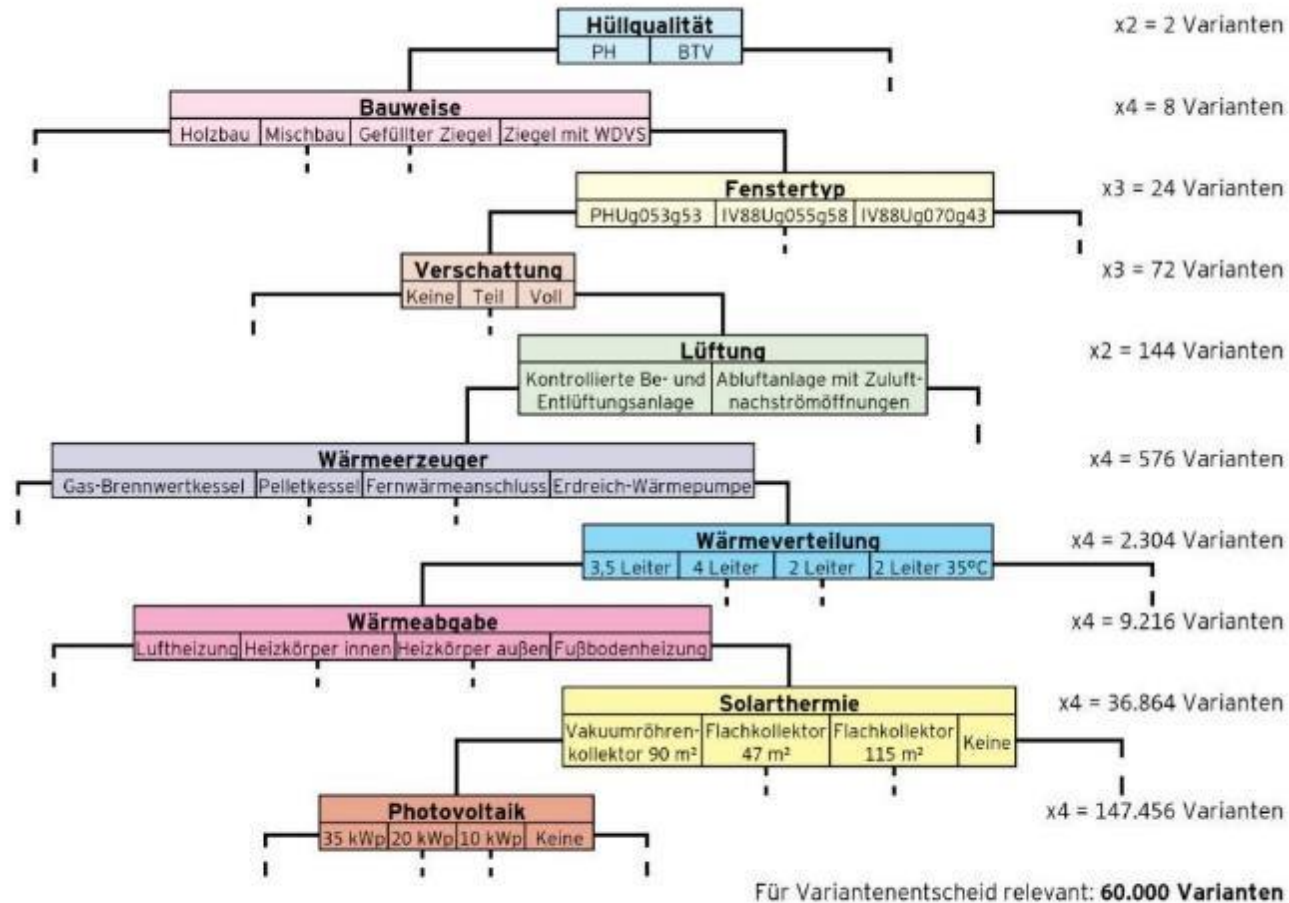 Hüllqualität
x2 = 2 Varianten
PH BTV
Bauweise
x4 = 8 Varianten
Holzbau Mischbau Gefüllter Ziegel Ziegel mit WDVS
Fenstertyp
x3 = 24 Varianten
PHUg053g53 IV88Ug055g58 IV88Ug070g43
Verschattung
x3 = 72 Varianten
Keine Teil Voll
Lüftung
x2 = 144 Varianten
Kontrollierte Be- und Abluftanlage mit Zuluft-
Entlüftungsanlage nachströmöffnungen
Wärmeerzeuger
x4 = 576 Varianten
Gas-Brennwertkessel Pelletkessel Fernwärmeanschluss Erdreich-Wärmepumpe
Wärmeverteilung
x4 = 2.304 Varianten
3,5 Leiter 4 Leiter 2 Leiter 2 Leiter 35°C
Wärmeabgabe
x4 = 9.216 Varianten
Luftheizung Heizkörper innen Heizkörper außen Fußbodenheizung
Solarthermie
x4 = 36.864 Varianten
Vakuumröhren- Flachkollektor Flachkollektor Keine
kollektor 90 m² 47 m² 115 m²
Photovoltaik
x4 = 147.456 Varianten
35 kWp 20 kWp 10 kWp Keine
Für Variantenentscheid relevant: 60.000 Varianten